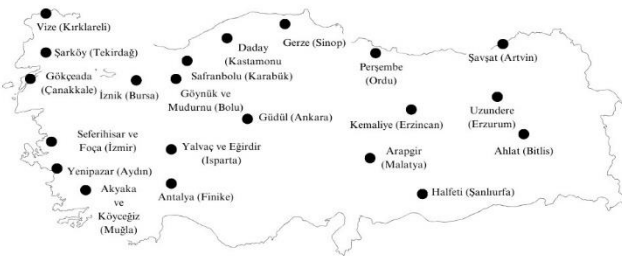 Vize (Kırklareli)
Şarköy (Tekirdağ)
Gökçeada
(Çanakkale)
İznik (Bursa)
Daday
(Kastamonu
Safranbolu (Karabük)
Göynük ve
Mudurnu (Bolu)
Gerze (Sinop)
Güdül (Ankara)
Perşembe
(Ordu)
Şavşat (Artvin)
Kemaliye (Erzincan)
Uzundere
(Erzurum)
Ahlat (Bitlis)
Seferihisar ve
Foça (İzmir)
Yalvaç ve Eğirdir
(Isparta)
Arapgir
(Malatya)
Yenipazar (Aydın)
Akyaka
ve
Köyceğiz
(Muğla)
Antalya (Finike)
Halfeti (Şanlıurfa)